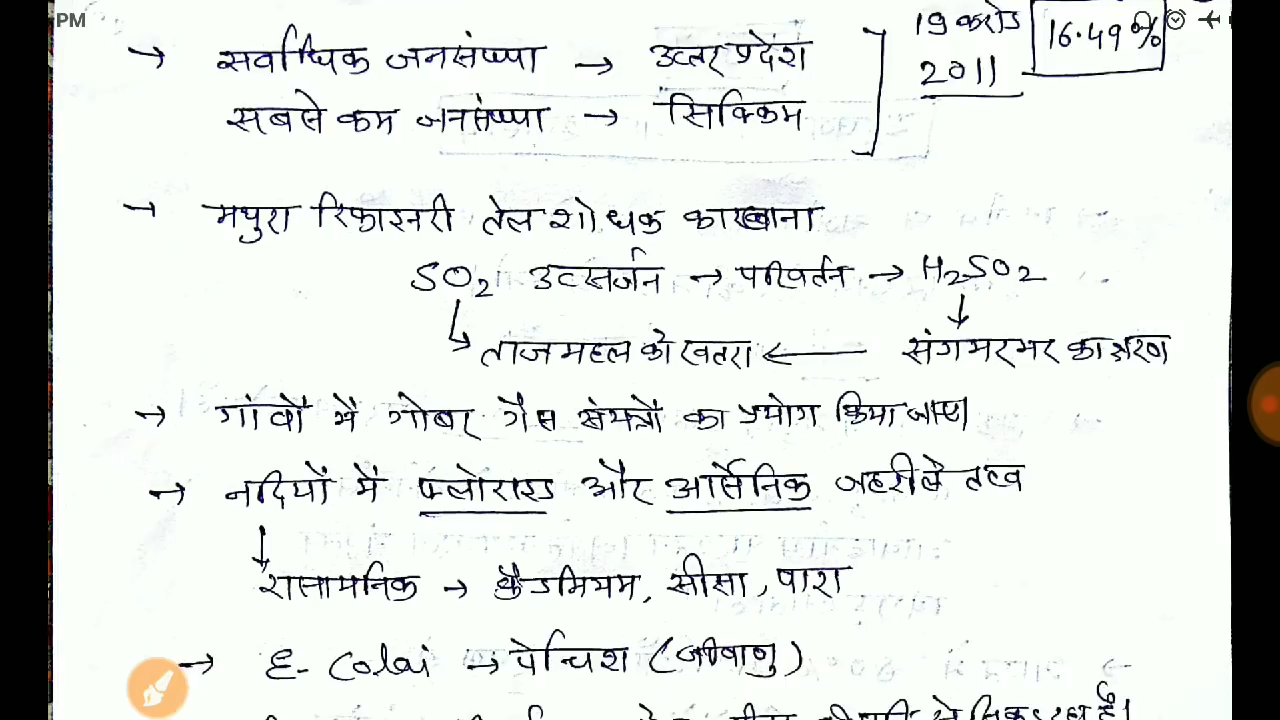 PM
→ सर्वाधिक जनसंख्या → उत्तर प्रदेश ] 19 करोड 16.49%
सबसे कम जनसंख्या → सिक्किम 2011
→ मथुरा रिफाइनरी तेल शोधक कारखाना
SO2 उत्सर्जन → परिवर्तन → H2SO2
↳ ताजमहल को खतरा ← संगमरमर का क्षरण
→ गांवों में गोबर गैस संयंत्रों का प्रयोग किया जाए
→ नदियों में फ्लोराइड और आर्सेनिक जहरीले तत्व
↓
रासायनिक → कैडमियम, सीसा, पारा
→ E-Colai → पेचिश (जीवाणु)